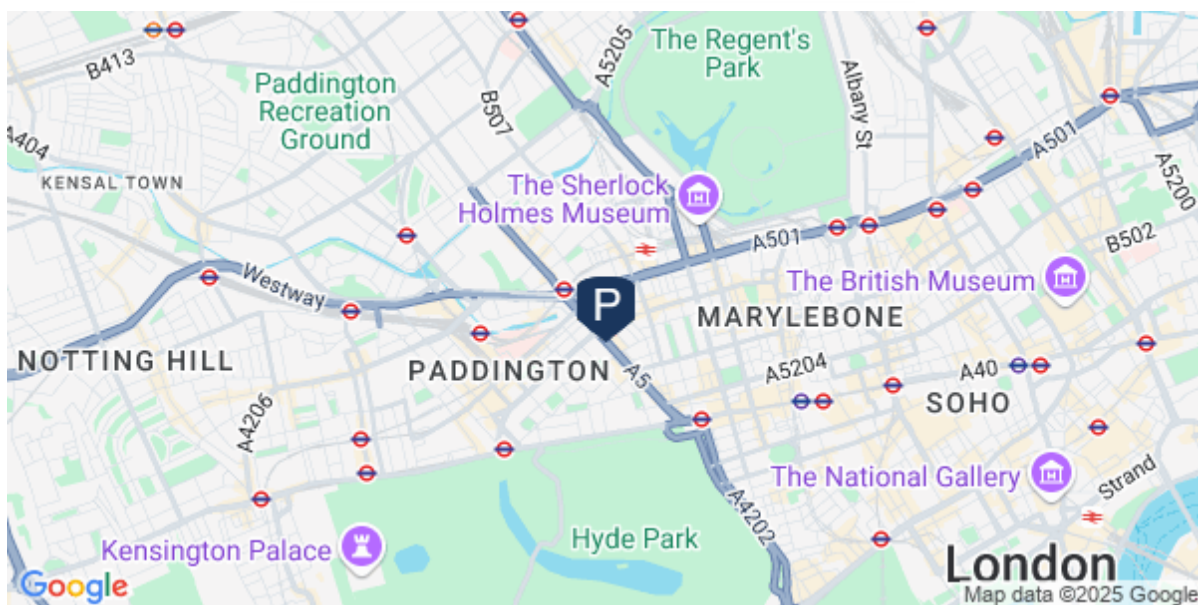 B413
A5205
The Regent's
Park
Albany St
Paddington
Recreation
Ground
B507
A501
A404
KENSAL TOWN
A5200
The Sherlock
Holmes Museum
A501
B502
Westway
P
The British Museum
MARYLEBONE
NOTTING HILL
PADDINGTON
A5
A5204
A40
SOHO
A4206
The National Gallery
Strand
A4202
Kensington Palace
Hyde Park
London
Google
Map data ©2025 Google